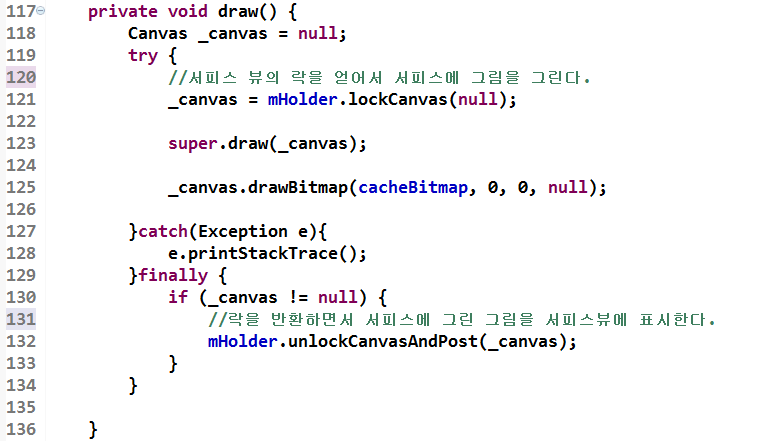 117    private void draw() {
118        Canvas _canvas = null;
119        try {
120            //서피스 뷰의 락을 얻어서 서피스에 그림을 그린다.
121            _canvas = mHolder.lockCanvas(null);
122
123            super.draw(_canvas);
124
125            _canvas.drawBitmap(cacheBitmap, 0, 0, null);
126
127        }catch(Exception e){
128            e.printStackTrace();
129        }finally {
130            if (_canvas != null) {
131                //락을 반환하면서 서피스에 그린 그림을 서피스뷰에 표시한다.
132                mHolder.unlockCanvasAndPost(_canvas);
133            }
134        }
135
136    }